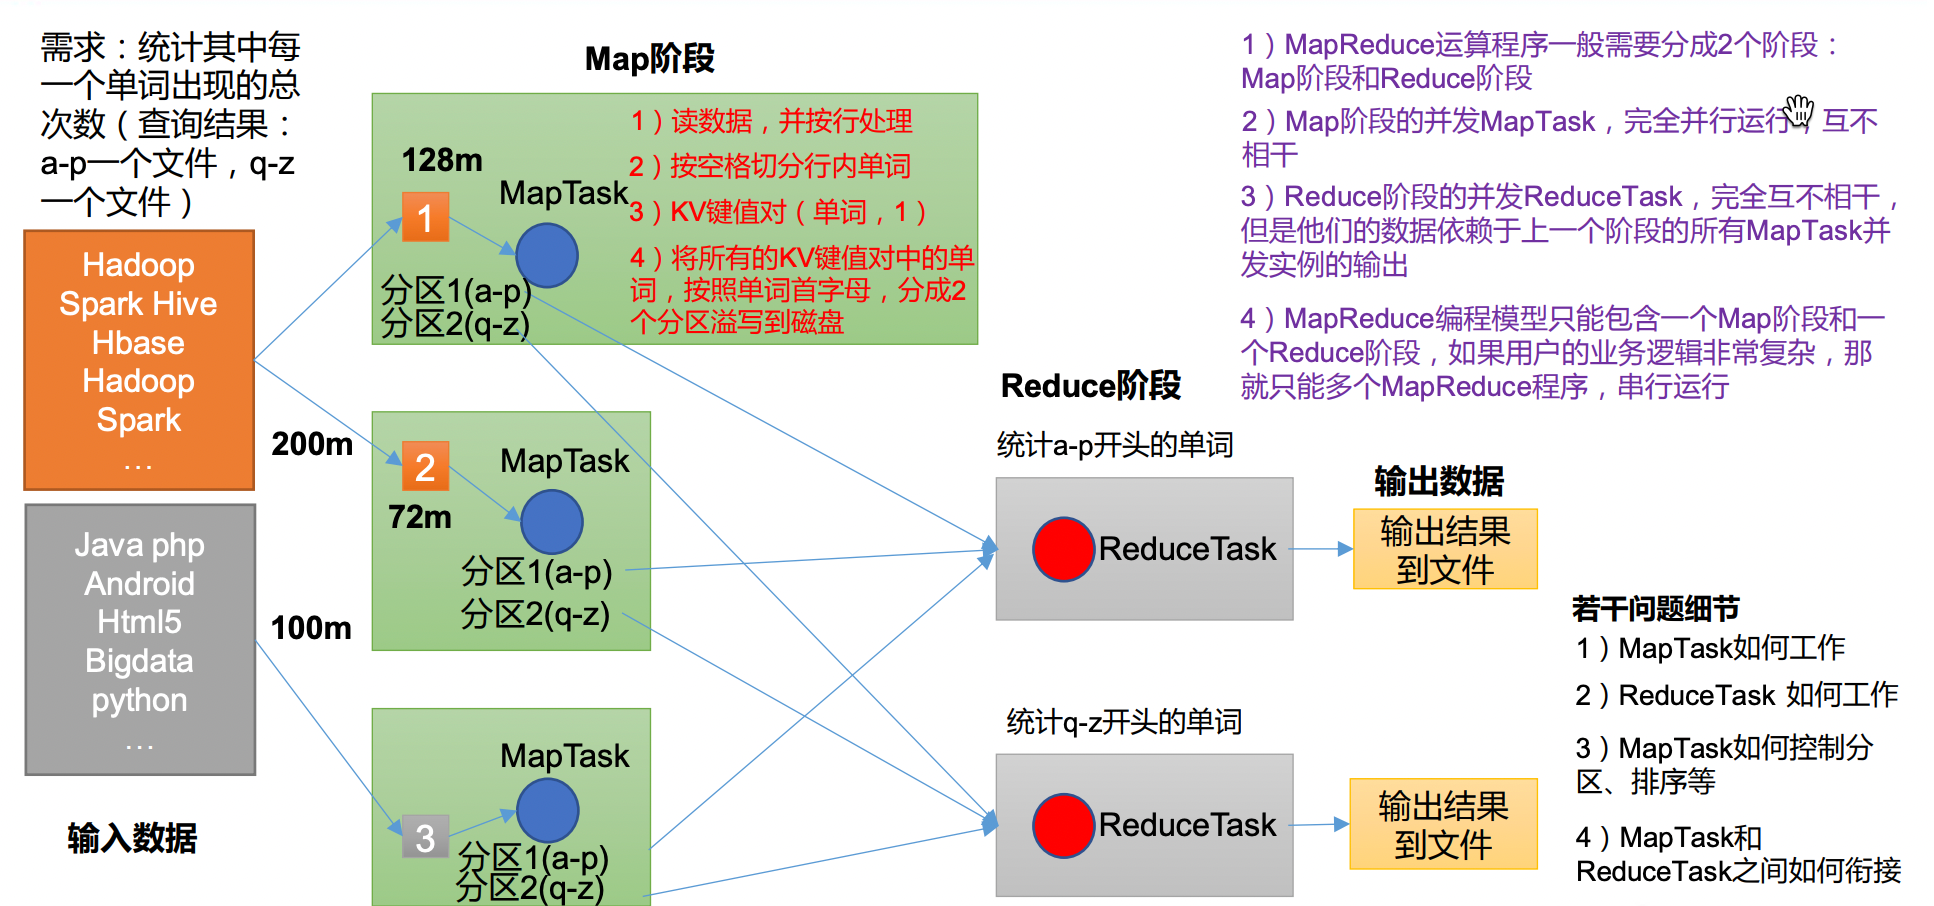 需求：统计其中每
一个单词出现的总
次数（查询结果：
a-p一个文件，q-z
一个文件）
Hadoop
Spark Hive
Hbase
Hadoop
Spark
…
200m
Java php
Android
Html5
Bigdata
python
…
100m
输入数据
Map阶段
128m
1
MapTask
分区1(a-p)
分区2(q-z)
1）读数据，并按行处理
2）按空格切分行内单词
3）KV键值对（单词，1）
4）将所有的KV键值对中的单
词，按照单词首字母，分成2
个分区溢写到磁盘
2
72m
MapTask
分区1(a-p)
分区2(q-z)
MapTask
3
分区1(a-p)
分区2(q-z)
Reduce阶段
统计a-p开头的单词
ReduceTask
统计q-z开头的单词
ReduceTask
输出数据
输出结果
到文件
输出结果
到文件
1）MapReduce运算程序一般需要分成2个阶段：
Map阶段和Reduce阶段
2）Map阶段的并发MapTask，完全并行运行，互不
相干
3）Reduce阶段的并发ReduceTask，完全互不相干，
但是他们的数据依赖于上一个阶段的所有MapTask并
发实例的输出
4）MapReduce编程模型只能包含一个Map阶段和一
个Reduce阶段，如果用户的业务逻辑非常复杂，那
就只能多个MapReduce程序，串行运行
若干问题细节
1）MapTask如何工作
2）ReduceTask 如何工作
3）MapTask如何控制分
区、排序等
4）MapTask和
ReduceTask之间如何衔接